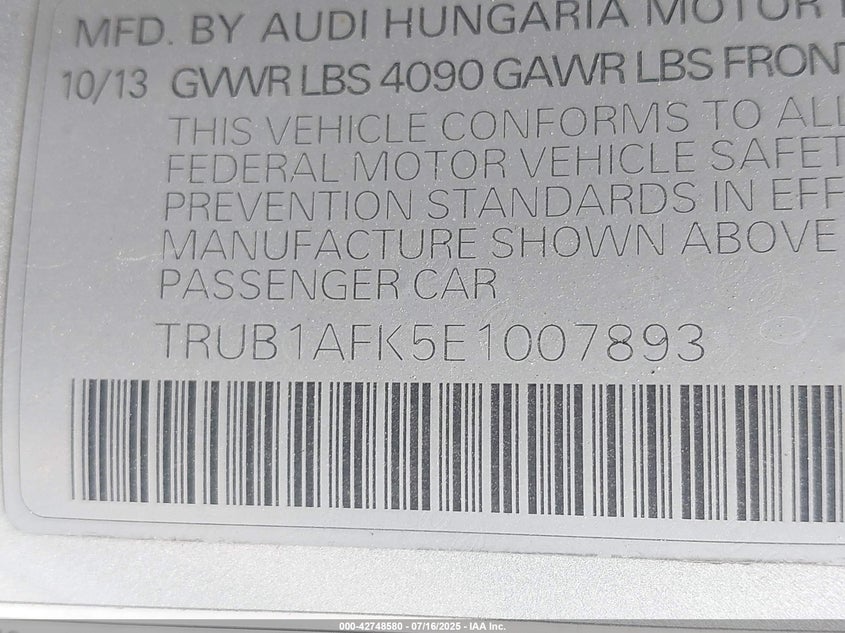 MFD. BY AUDI HUNGARIA MOTOR
10/13 GVWR LBS 4090 GAWR LBS FRONT
THIS VEHICLE CONFORMS TO ALL
FEDERAL MOTOR VEHICLE SAFET
PREVENTION STANDARDS IN EFF
MANUFACTURE SHOWN ABOVE
PASSENGER CAR
TRUB1AFK5E1007893
000-42748580 - 07/16/2025 - IAA Inc.